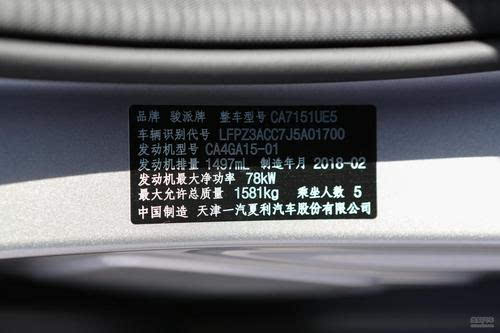 品牌 骏派牌 整车型号 CA7151UE5
车辆识别代号 LFPZ3ACC7J5A01700
发动机型号 CA4GA15-01
发动机排量 1497mL 制造年月 2018-02
发动机最大净功率 78kW
最大允许总质量 1581kg 乘坐人数 5
中国制造 天津一汽夏利汽车股份有限公司